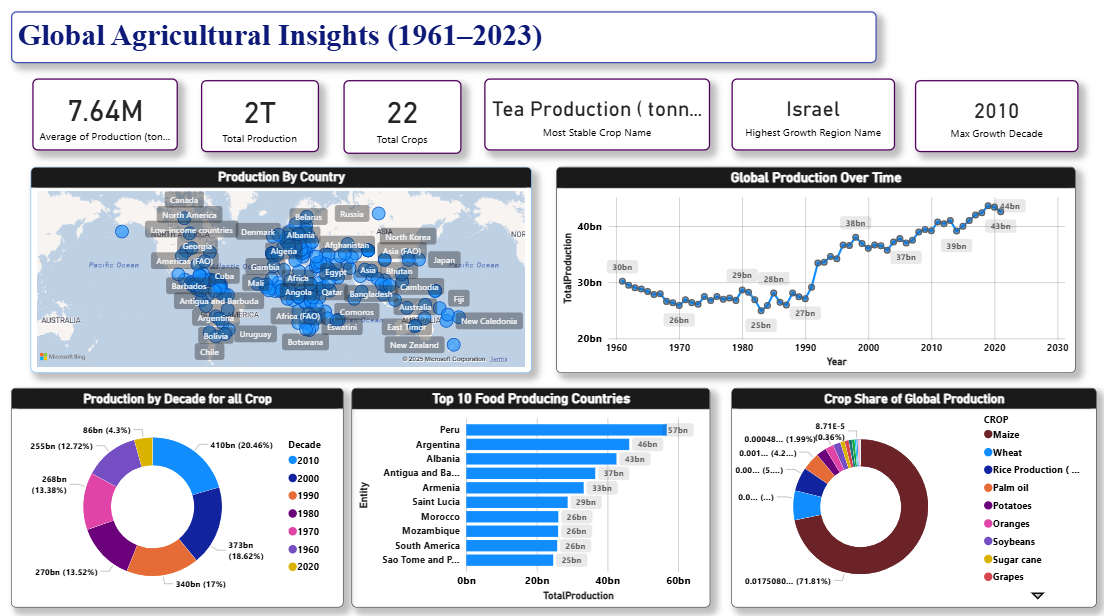 Global Agricultural Insights (1961–2023)
7.64M
Average of Production (ton...
2T
Total Production
22
Total Crops
Tea Production ( tonn...
Most Stable Crop Name
Israel
Highest Growth Region Name
2010
Max Growth Decade
Production By Country
Canada
North America
Low-income countries
Georgia
Americas (FAO)
Cuba
Barbados
Antigua and Barbuda
Argentina
Bolivia
Uruguay
Chile
Denmark
Belarus
Russia
Albania
Algeria
Afghanistan
North Korea
ASIA
Asia (FAO)
Japan
Gambia
Egypt
Asia
Bhutan
Mali
Africa
Angola
Qatar
Bangladesh
Cambodia
Africa (FAO)
Comoros
Australia
Fiji
Eswatini
East Timor
New Caledonia
Botswana
New Zealand
Pacific Ocean
AUSTRALIA
NOR
Microsoft Bing
© 2025 Microsoft Corporation Terms
Global Production Over Time
TotalProduction
40bn
30bn
20bn
30bn
26bn
29bn
25bn
28bn
27bn
38bn
37bn
39bn
44bn
43bn
1960
1970
1980
1990
2000
2010
2020
2030
Year
Production by Decade for all Crop
86bn (4.3%)
255bn (12.72%)
268bn
(13.38%)
270bn (13.52%)
410bn (20.46%)
373bn
(18.62%)
340bn (17%)
Decade
2010
2000
1990
1980
1970
1960
2020
Top 10 Food Producing Countries
Entity
Peru
57bn
Argentina
46bn
Albania
43bn
Antigua and Ba...
37bn
Armenia
33bn
Saint Lucia
29bn
Morocco
26bn
Mozambique
26bn
South America
26bn
Sao Tome and P...
25bn
0bn
20bn
40bn
60bn
TotalProduction
Crop Share of Global Production
8.71E-5
(0.36%)
0.00048... (1.99%)
0.001... (4.2...)
0.00... (5....)
0.0... (...)
0.0175080... (71.81%)
CROP
Maize
Wheat
Rice Production ( ...
Palm oil
Potatoes
Oranges
Soybeans
Sugar cane
Grapes